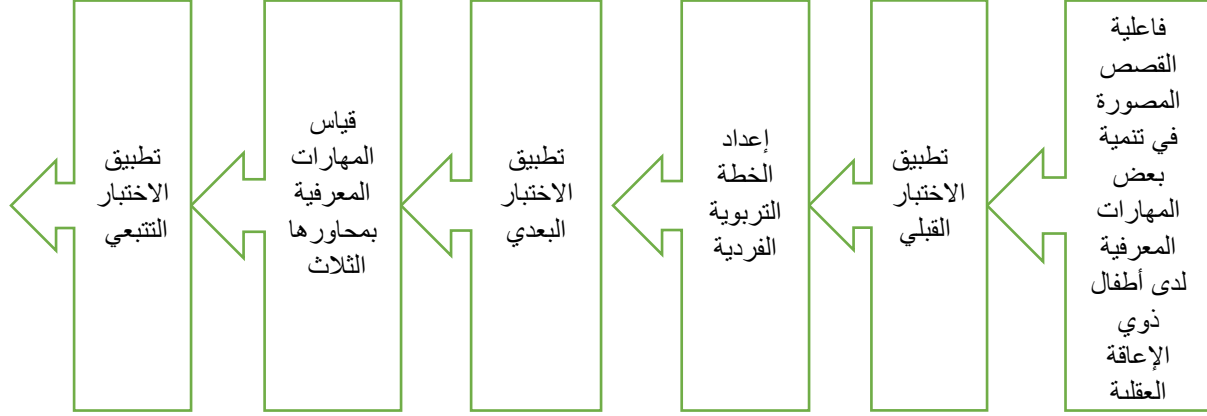 فاعلية
القصص
المصورة
في تنمية
بعض
المهارات
المعرفية
لدى أطفال
ذوي
الإعاقة
العقلية
تطبيق
الاختبار
القبلي
إعداد
الخطة
التربوية
الفردية
تطبيق
الاختبار
البعدي
قياس
المهارات
المعرفية
بمحاورها
الثلاث
تطبيق
الاختبار
التتبعي